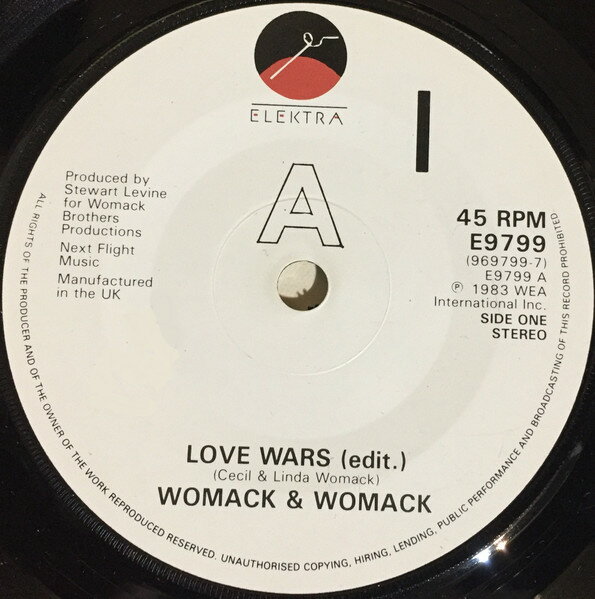 ELEKTRA
A
Produced by
Stewart Levine
for Womack
Brothers
Productions
Next Flight
Music
Manufactured
in the UK
45 RPM
E9799
(969799-7)
E9799 A
℗ 1983 WEA
International Inc.
SIDE ONE
STEREO
LOVE WARS (edit.)
(Cecil & Linda Womack)
WOMACK & WOMACK
ALL RIGHTS OF THE PRODUCER AND OF THE OWNER OF THE WORK REPRODUCED RESERVED. UNAUTHORISED COPYING, HIRING, LENDING, PUBLIC PERFORMANCE AND BROADCASTING OF THIS RECORD PROHIBITED